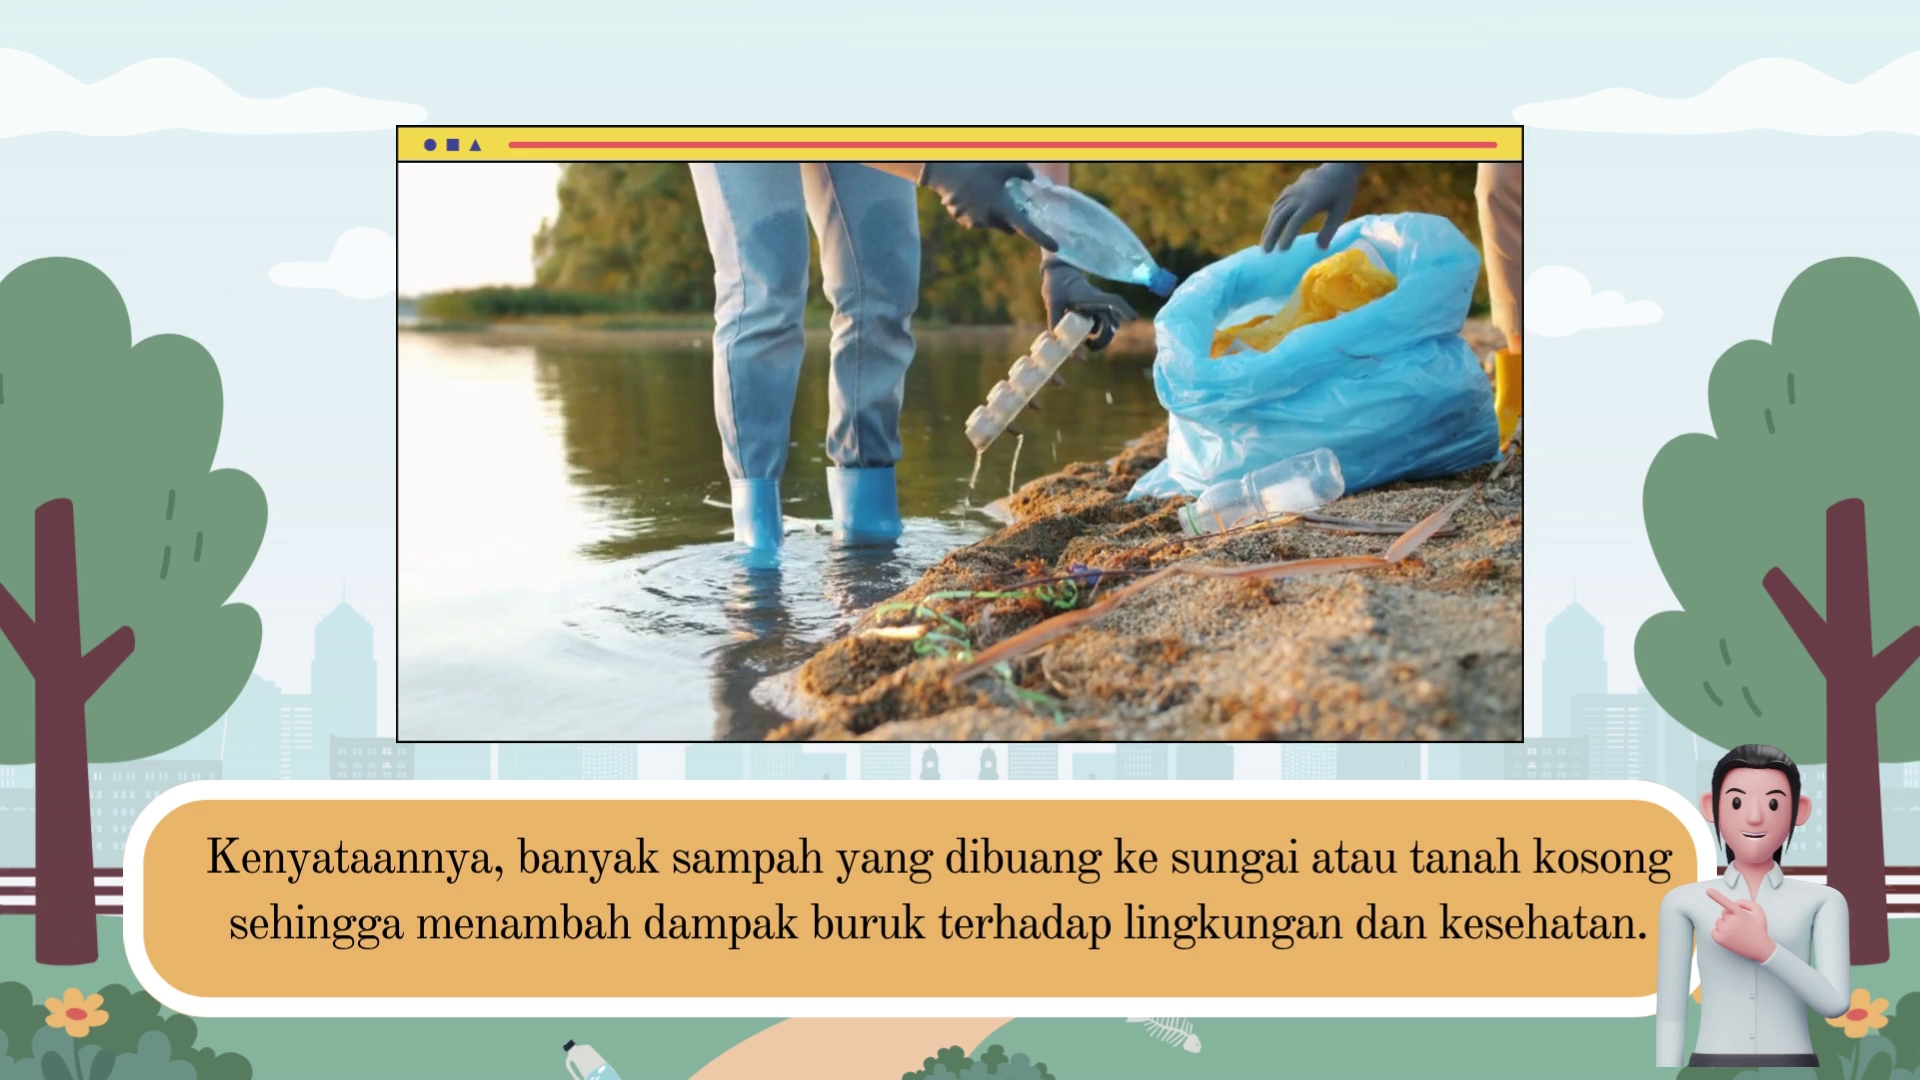 Kenyataannya, banyak sampah yang dibuang ke sungai atau tanah kosong
sehingga menambah dampak buruk terhadap lingkungan dan kesehatan.